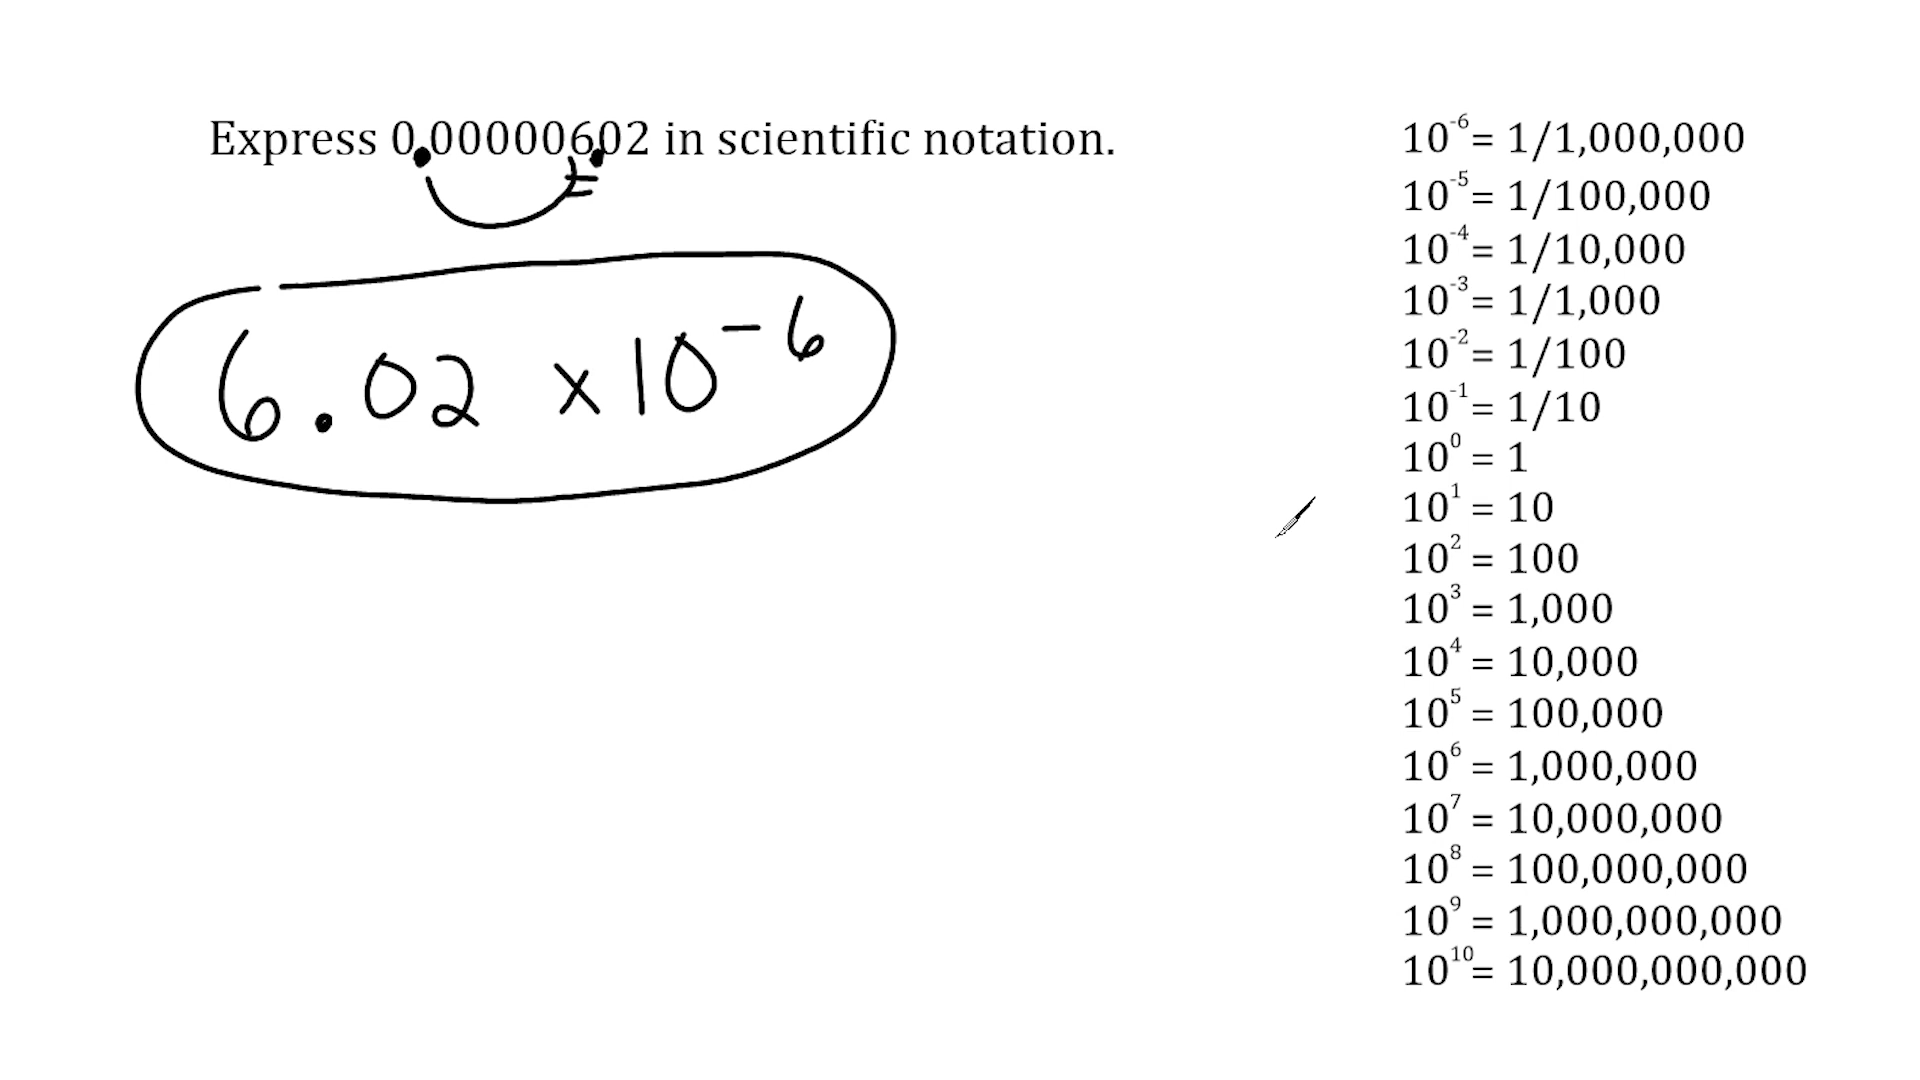 Express 0.00000602 in scientific notation.
6.02 x10⁻⁶
10⁻⁶= 1/1,000,000
10⁻⁵= 1/100,000
10⁻⁴= 1/10,000
10⁻³= 1/1,000
10⁻²= 1/100
10⁻¹= 1/10
10⁰ = 1
10¹ = 10
10² = 100
10³ = 1,000
10⁴ = 10,000
10⁵ = 100,000
10⁶ = 1,000,000
10⁷ = 10,000,000
10⁸ = 100,000,000
10⁹ = 1,000,000,000
10¹⁰= 10,000,000,000